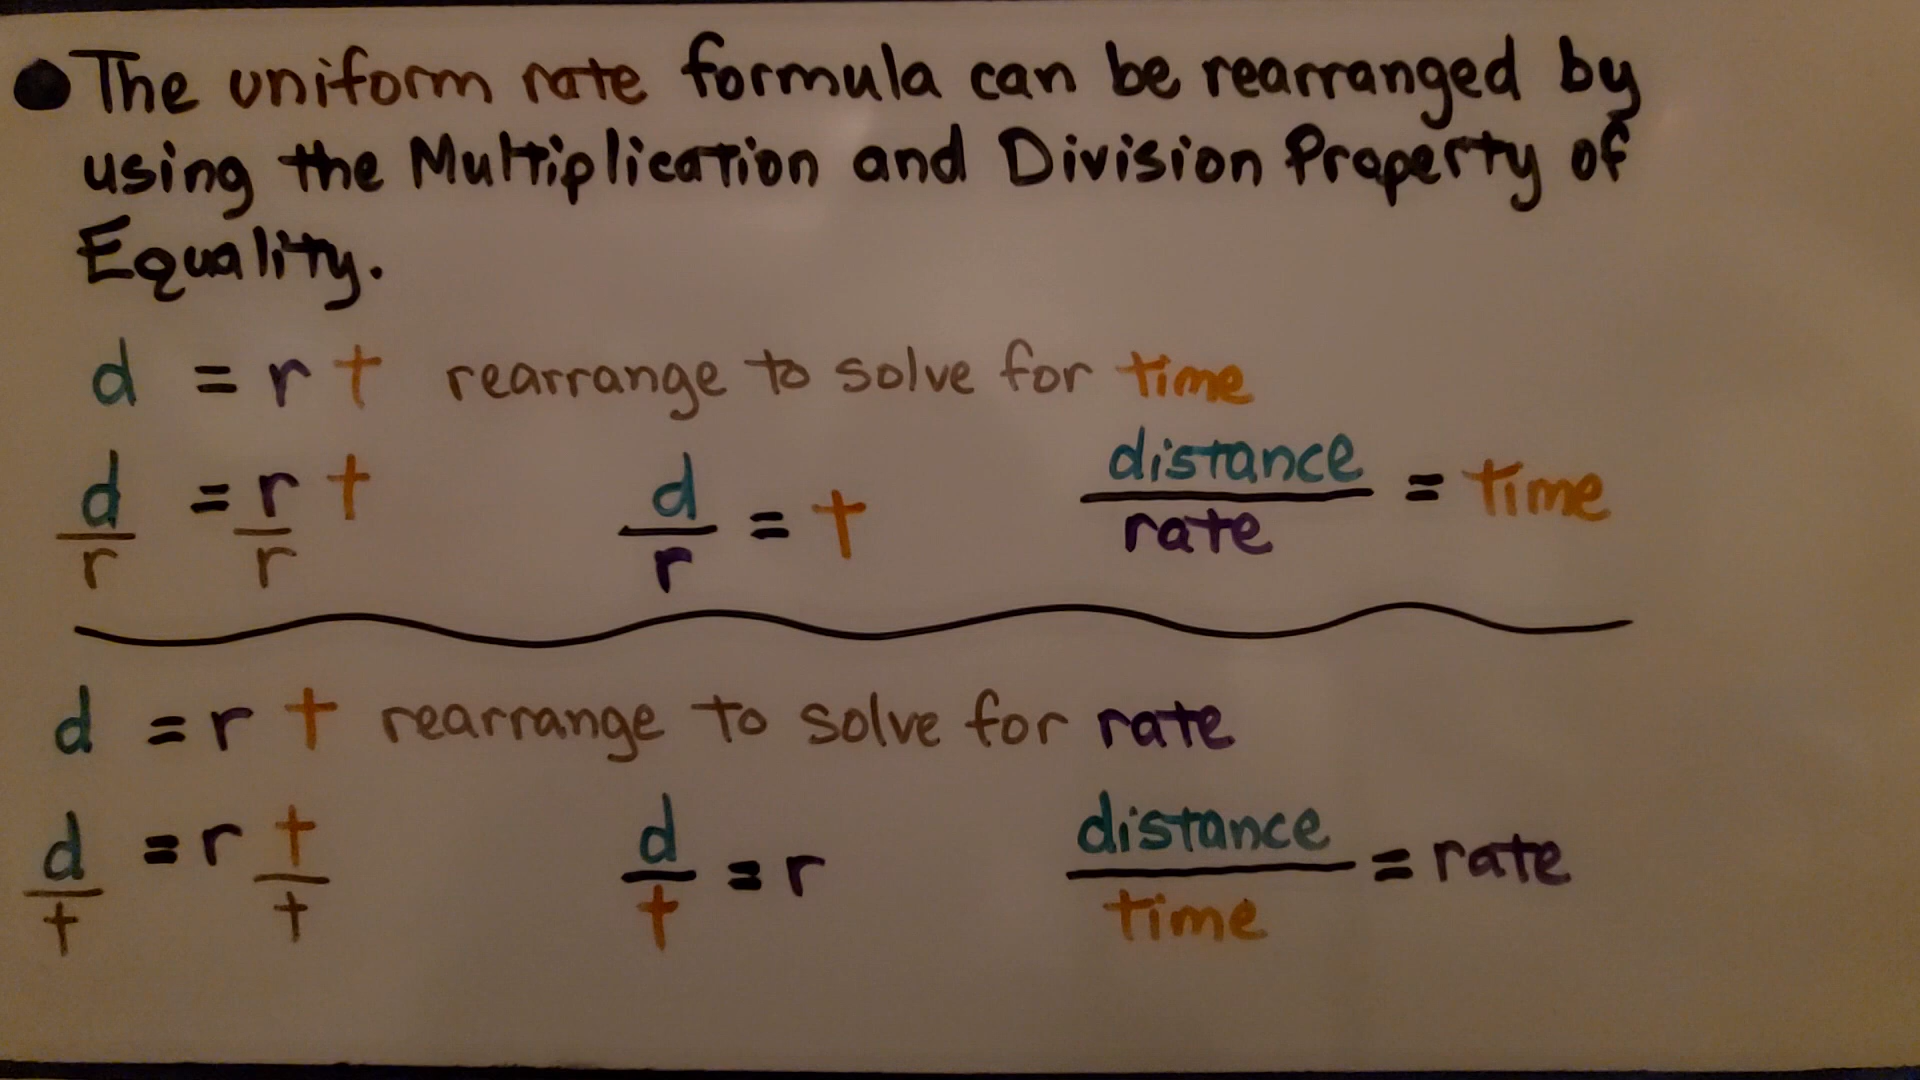 The uniform rate formula can be rearranged by
using the Multiplication and Division Property of
Equality.
d = r t rearrange to solve for time
d/r = r/r t   d/r = t   distance/rate = time
d = r t rearrange to solve for rate
d/t = r t/t   d/t = r   distance/time = rate